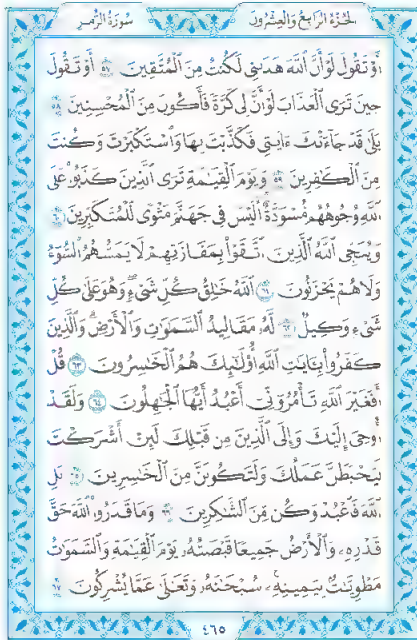 سورة الزمر الجزء الرابع والعشرون
أَوْ تَقُولَ لَوْ أَنَّ ٱللَّهَ هَدَىٰنِى لَكُنتُ مِنَ ٱلْمُتَّقِينَ ٥٧ أَوْ تَقُولَ
حِينَ تَرَى ٱلْعَذَابَ لَوْ أَنَّ لِى كَرَّةً فَأَكُونَ مِنَ ٱلْمُحْسِنِينَ ٥٨
بَلَىٰ قَدْ جَآءَتْكَ ءَايَٰتِى فَكَذَّبْتَ بِهَا وَٱسْتَكْبَرْتَ وَكُنتَ
مِنَ ٱلْكَٰفِرِينَ ٥٩ وَيَوْمَ ٱلْقِيَٰمَةِ تَرَى ٱلَّذِينَ كَذَبُوا۟ عَلَى
ٱللَّهِ وُجُوهُهُم مُّسْوَدَّةٌ أَلَيْسَ فِى جَهَنَّمَ مَثْوًى لِّلْمُتَكَبِّرِينَ ٦٠
وَيُنَجِّى ٱللَّهُ ٱلَّذِينَ ٱتَّقَوْا۟ بِمَفَازَتِهِمْ لَا يَمَسُّهُمُ ٱلسُّوٓءُ
وَلَا هُمْ يَحْزَنُونَ ٦١ ٱللَّهُ خَٰلِقُ كُلِّ شَىْءٍ وَهُوَ عَلَىٰ كُلِّ
شَىْءٍ وَكِيلٌ ٦٢ لَّهُۥ مَقَالِيدُ ٱلسَّمَٰوَٰتِ وَٱلْأَرْضِ وَٱلَّذِينَ
كَفَرُوا۟ بِـَٔايَٰتِ ٱللَّهِ أُو۟لَٰٓئِكَ هُمُ ٱلْخَٰسِرُونَ ٦٣ قُلْ
أَفَغَيْرَ ٱللَّهِ تَأْمُرُوٓنِّىٓ أَعْبُدُ أَيُّهَا ٱلْجَٰهِلُونَ ٦٤ وَلَقَدْ
أُوحِىَ إِلَيْكَ وَإِلَى ٱلَّذِينَ مِن قَبْلِكَ لَئِنْ أَشْرَكْتَ
لَيَحْبَطَنَّ عَمَلُكَ وَلَتَكُونَنَّ مِنَ ٱلْخَٰسِرِينَ ٦٥ بَلِ
ٱللَّهَ فَٱعْبُدْ وَكُن مِّنَ ٱلشَّٰكِرِينَ ٦٦ وَمَا قَدَرُوا۟ ٱللَّهَ حَقَّ
قَدْرِهِۦ وَٱلْأَرْضُ جَمِيعًا قَبْضَتُهُۥ يَوْمَ ٱلْقِيَٰمَةِ وَٱلسَّمَٰوَٰتُ
مَطْوِيَّٰتٌۢ بِيَمِينِهِۦ سُبْحَٰنَهُۥ وَتَعَٰلَىٰ عَمَّا يُشْرِكُونَ ٦٧
٤٦٥